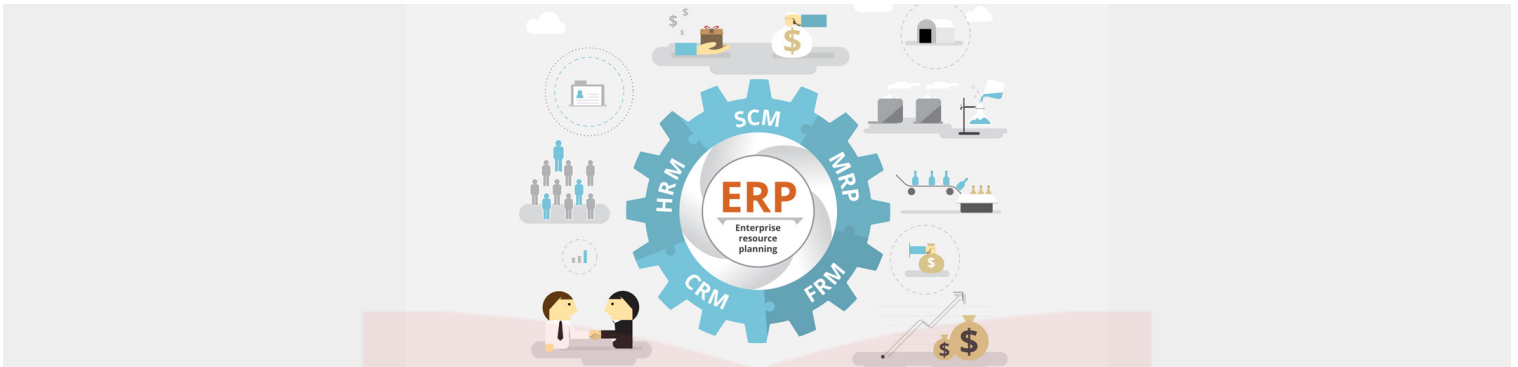 SCM
HRM
MRP
ERP
Enterprise
resource
planning
CRM
FRM
$ $
$
$
$
$ $